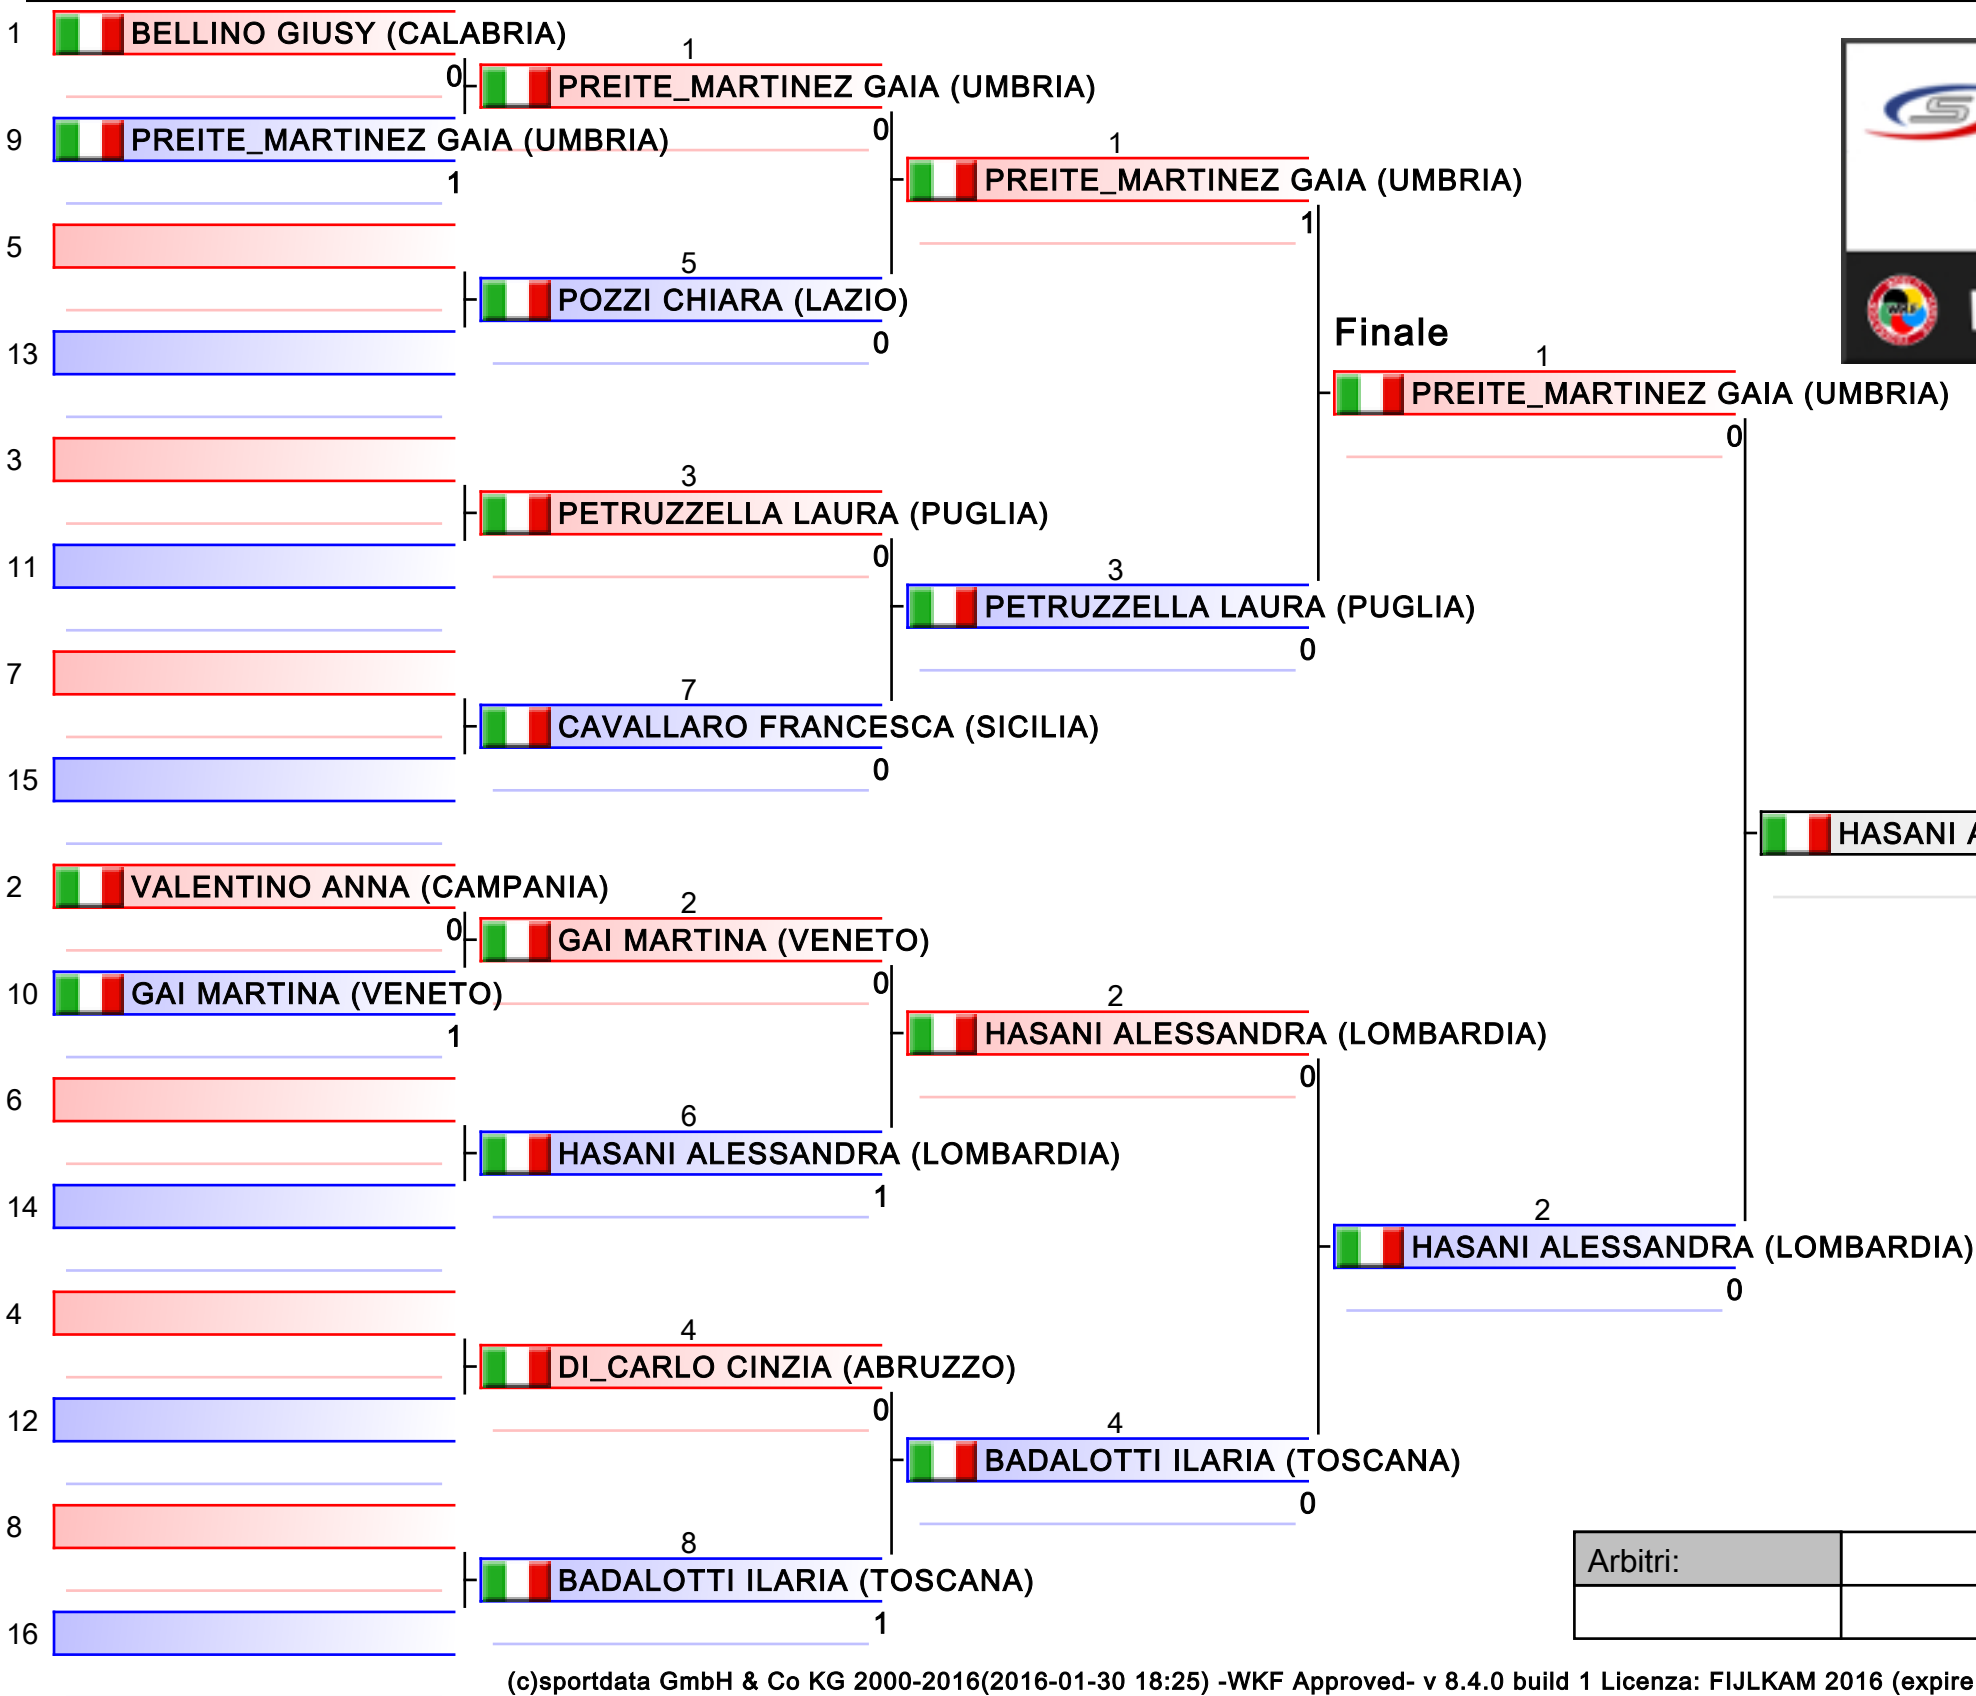 1 BELLINO GIUSY (CALABRIA)
0
1
PREITE_MARTINEZ GAIA (UMBRIA)
0
9 PREITE_MARTINEZ GAIA (UMBRIA)
1
1
PREITE_MARTINEZ GAIA (UMBRIA)
1
5
5
POZZI CHIARA (LAZIO)
0
13
Finale
1
PREITE_MARTINEZ GAIA (UMBRIA)
0
3
3
PETRUZZELLA LAURA (PUGLIA)
0
11
3
PETRUZZELLA LAURA (PUGLIA)
0
7
7
CAVALLARO FRANCESCA (SICILIA)
0
15
HASANI A
2 VALENTINO ANNA (CAMPANIA)
0
2
GAI MARTINA (VENETO)
0
10 GAI MARTINA (VENETO)
1
2
HASANI ALESSANDRA (LOMBARDIA)
0
6
6
HASANI ALESSANDRA (LOMBARDIA)
1
14
2
HASANI ALESSANDRA (LOMBARDIA)
0
4
4
DI_CARLO CINZIA (ABRUZZO)
0
12
4
BADALOTTI ILARIA (TOSCANA)
0
8
8
BADALOTTI ILARIA (TOSCANA)
1
16
Arbitri:
(c)sportdata GmbH & Co KG 2000-2016(2016-01-30 18:25) -WKF Approved- v 8.4.0 build 1 Licenza: FIJLKAM 2016 (expire